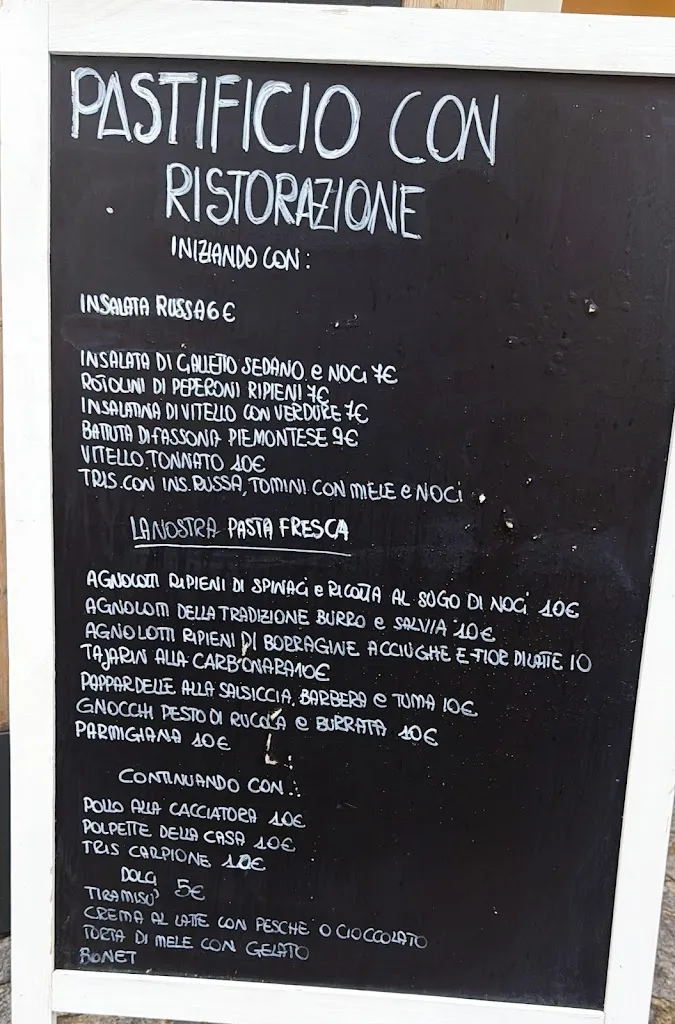 PASTIFICIO CON
RISTORAZIONE
INIZIANDO CON:
INSALATA RUSSA 6€
INSALATA DI GALLETTO SEDANO e NOCI 7€
ROTOLINI DI PEPERONI RIPIENI 7€
INSALATINA DI VITELLO CON VERDURE 7€
BATTUTA DI FASSONA PIEMONTESE 9€
VITELLO TONNATO 10€
TRIS CON INS. RUSSA, TOMINI CON MIELE e NOCI
LA NOSTRA PASTA FRESCA
AGNOLOTTI RIPIENI DI SPINACI e RICOTTA AL SUGO DI NOCI 10€
AGNOLOTTI DELLA TRADIZIONE BURRO e SALVIA 10€
AGNOLOTTI RIPIENI DI BORRAGINE ACCIUGHE E FIOR DI LATTE 10
TAJARIN ALLA CARBONARA 10€
PAPPARDELLE ALLA SALSICCIA, BARBERA e TUMA 10€
GNOCCHI PESTO DI RUCOLA e BURRATA 10€
PARMIGIANA 10€
CONTINUANDO CON:
POLLO ALLA CACCIATORA 10€
POLPETTE DELLA CASA 10€
TRIS CARPIONE 10€
DOLCI 5€
TIRAMISU'
CREMA AL LATTE CON PESCHE O CIOCCOLATO
TORTA DI MELE CON GELATO
BONET